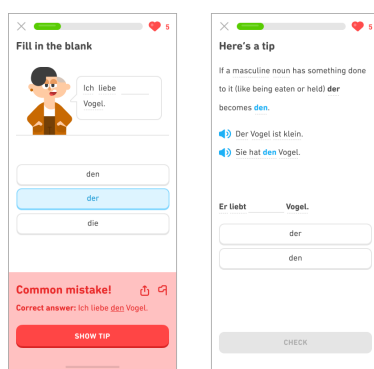 5
Fill in the blank
Ich liebe
Vogel.
den
der
die
Common mistake!
Correct answer: Ich liebe den Vogel.
SHOW TIP
5
Here's a tip
If a masculine noun has something done
to it (like being eaten or held) der
becomes den.
Der Vogel ist klein.
Sie hat den Vogel.
Er liebt Vogel.
der
den
CHECK